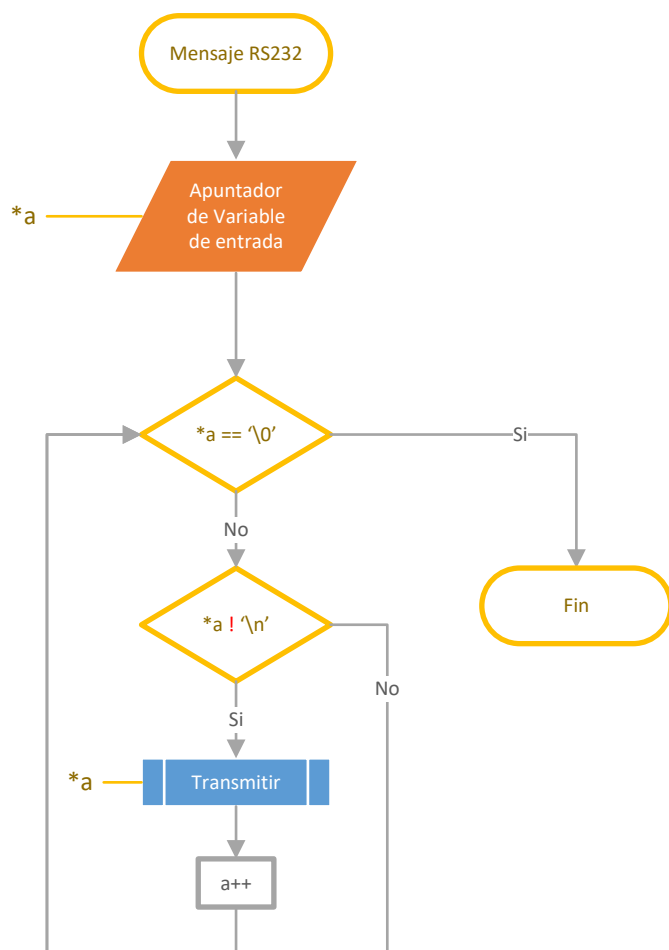 Mensaje RS232
*a
Apuntador
de Variable
de entrada
*a == ‘\0’
Si
No
*a ! ‘\n’
Fin
No
Si
*a
Transmitir
a++